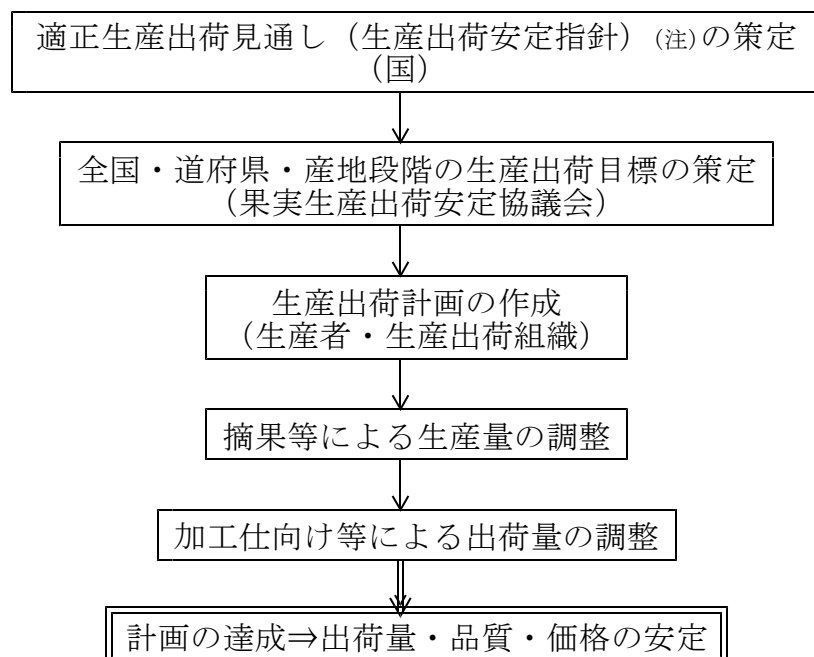 適正生産出荷見通し（生産出荷安定指針）(注)の策定
（国）
全国・道府県・産地段階の生産出荷目標の策定
（果実生産出荷安定協議会）
生産出荷計画の作成
（生産者・生産出荷組織）
摘果等による生産量の調整
加工仕向け等による出荷量の調整
計画の達成⇒出荷量・品質・価格の安定